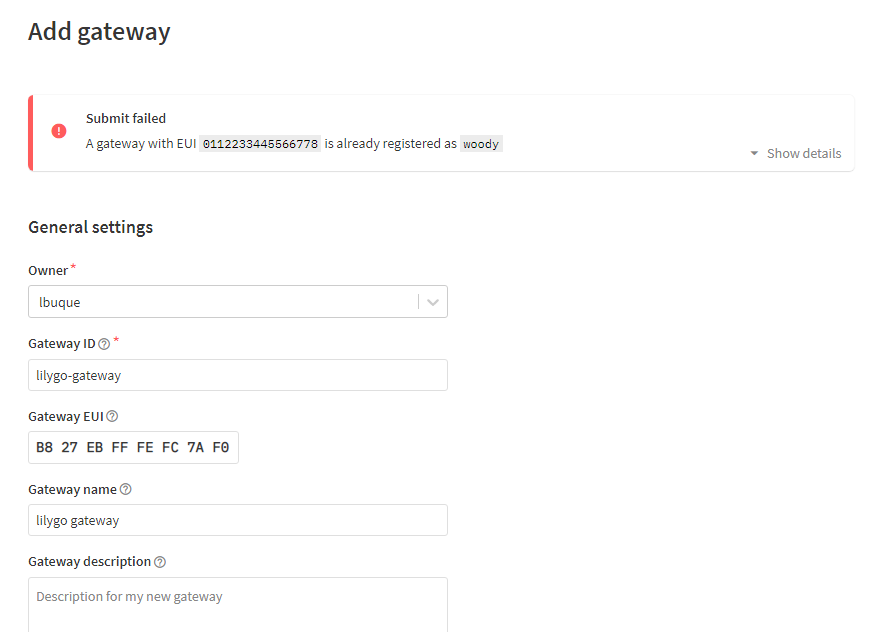 Add gateway
Submit failed
A gateway with EUI 0112233445566778 is already registered as woody
Show details
General settings
Owner*
lbuque
Gateway ID *
lilygo-gateway
Gateway EUI
B8 27 EB FF FE FC 7A F0
Gateway name
lilygo gateway
Gateway description
Description for my new gateway